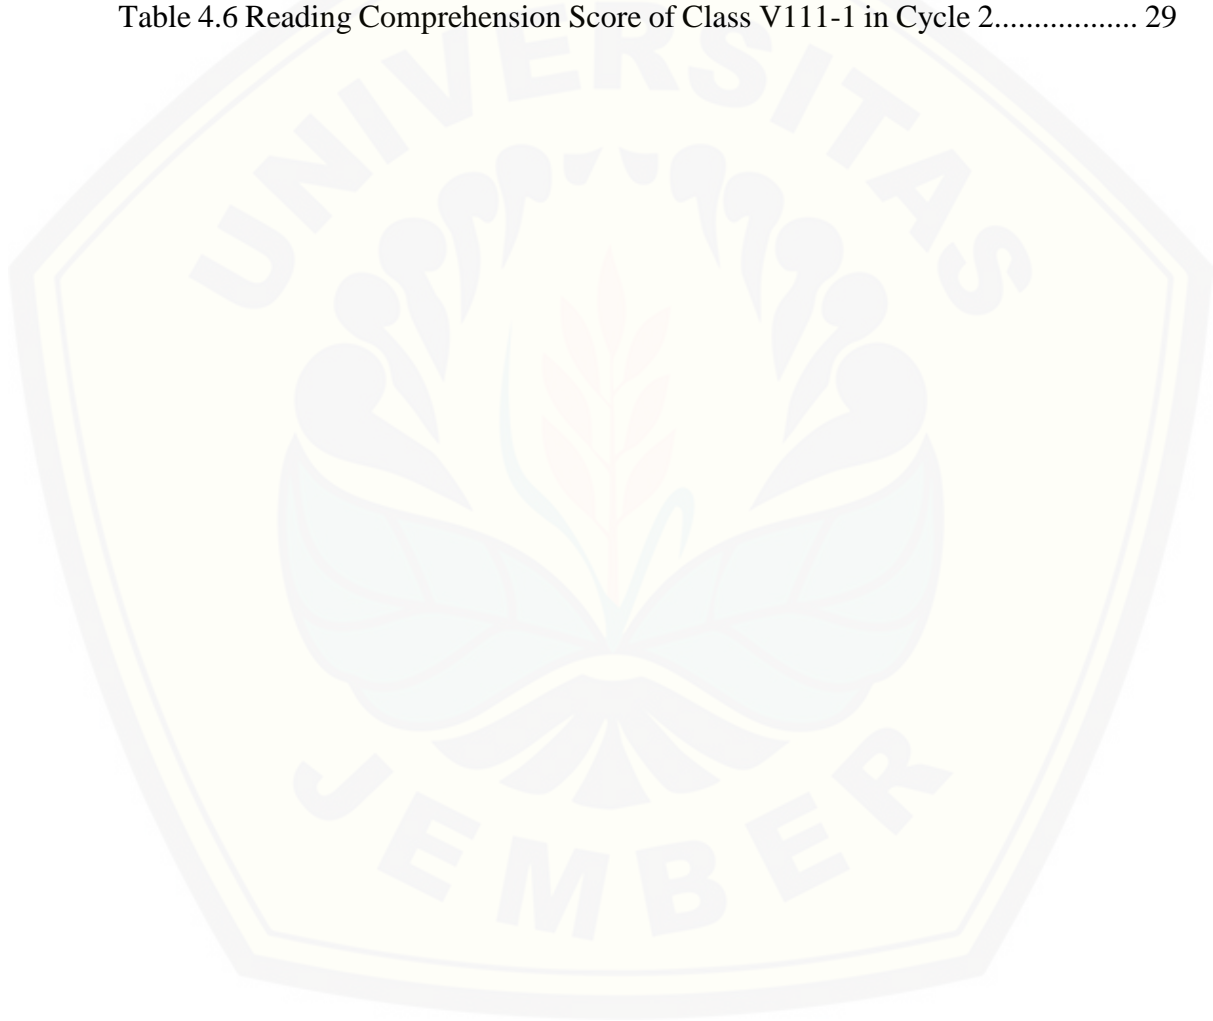 Table 4.6 Reading Comprehension Score of Class V111-1 in Cycle 2.................. 29
UNIVERSITAS
JEMBER